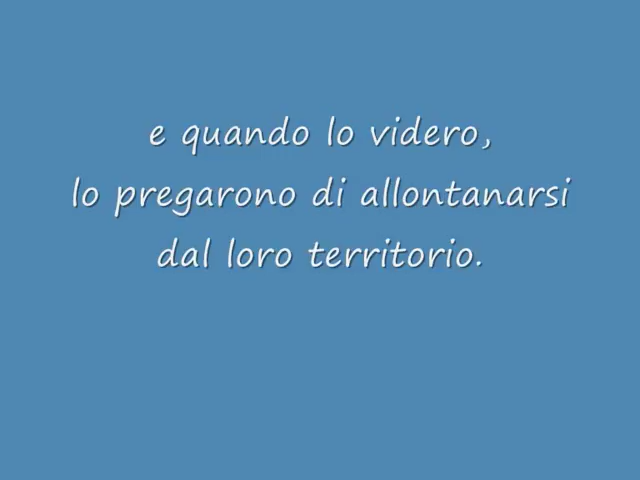 e quando lo videro,
lo pregarono di allontanarsi
dal loro territorio.